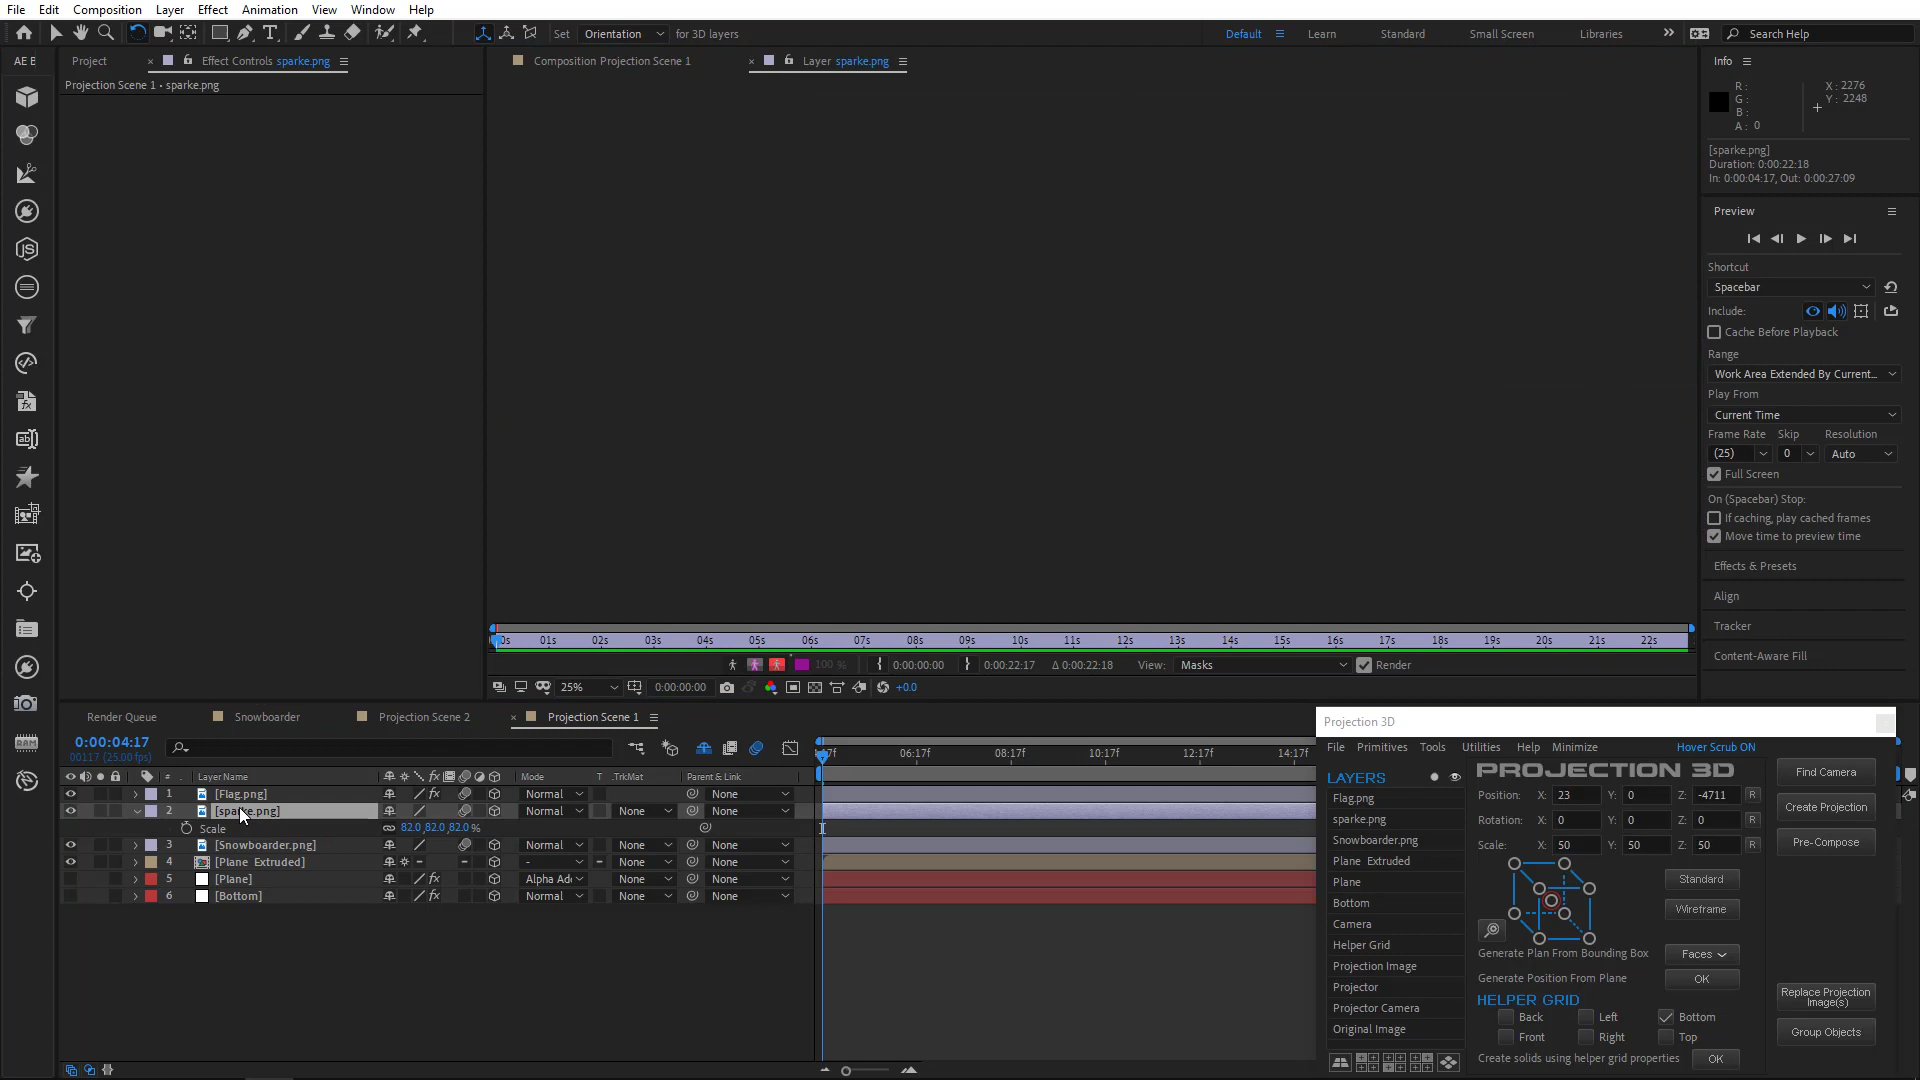 File Edit Composition Layer Effect Animation View Window Help
Set Orientation for 3D layers Default Learn Standard Small Screen Libraries Search Help
AE E Project Effect Controls sparke.png Composition Projection Scene 1 Layer sparke.png Info
Projection Scene 1 • sparke.png
R: X: 2276
G: Y: 2248
B:
A: 0
[sparke.png]
Duration: 0:00:22:18
In: 0:00:04:17, Out: 0:00:27:09
Preview
Shortcut
Spacebar
Include:
Cache Before Playback
Range
Work Area Extended By Current...
Play From
Current Time
Frame Rate Skip Resolution
(25) 0 Auto
Full Screen
On (Spacebar) Stop:
If caching, play cached frames
Move time to preview time
Effects & Presets
Align
Tracker
Content-Aware Fill
0s 01s 02s 03s 04s 05s 06s 07s 08s 09s 10s 11s 12s 13s 14s 15s 16s 17s 18s 19s 20s 21s 22s
100 % 0:00:00:00 0:00:22:17 Δ 0:00:22:18 View: Masks Render
25% 0:00:00:00 +0.0
Render Queue Snowboarder Projection Scene 2 Projection Scene 1
0:00:04:17
00117 (25.00 fps)
:17f 06:17f 08:17f 10:17f 12:17f 14:17f
# Layer Name Mode T .TrkMat Parent & Link
1 [Flag.png] Normal None
2 [sparke.png] Normal None None
Scale 82.0,82.0,82.0 %
3 [Snowboarder.png] Normal None None
4 [Plane Extruded] - None
5 [Plane] Alpha Ad None None
6 [Bottom] Normal None None
Projection 3D
File Primitives Tools Utilities Help Minimize Hover Scrub ON
LAYERS
Flag.png
sparke.png
Snowboarder.png
Plane Extruded
Plane
Bottom
Camera
Helper Grid
Projection Image
Projector
Projector Camera
Original Image
PROJECTION 3D
Position: X: 23 Y: 0 Z: -4711 R
Rotation: X: 0 Y: 0 Z: 0 R
Scale: X: 50 Y: 50 Z: 50 R
Standard
Wireframe
Generate Plan From Bounding Box Faces
Generate Position From Plane OK
HELPER GRID
Back Left Bottom
Front Right Top
Create solids using helper grid properties OK
Find Camera
Create Projection
Pre-Compose
Replace Projection
Image(s)
Group Objects
RAM